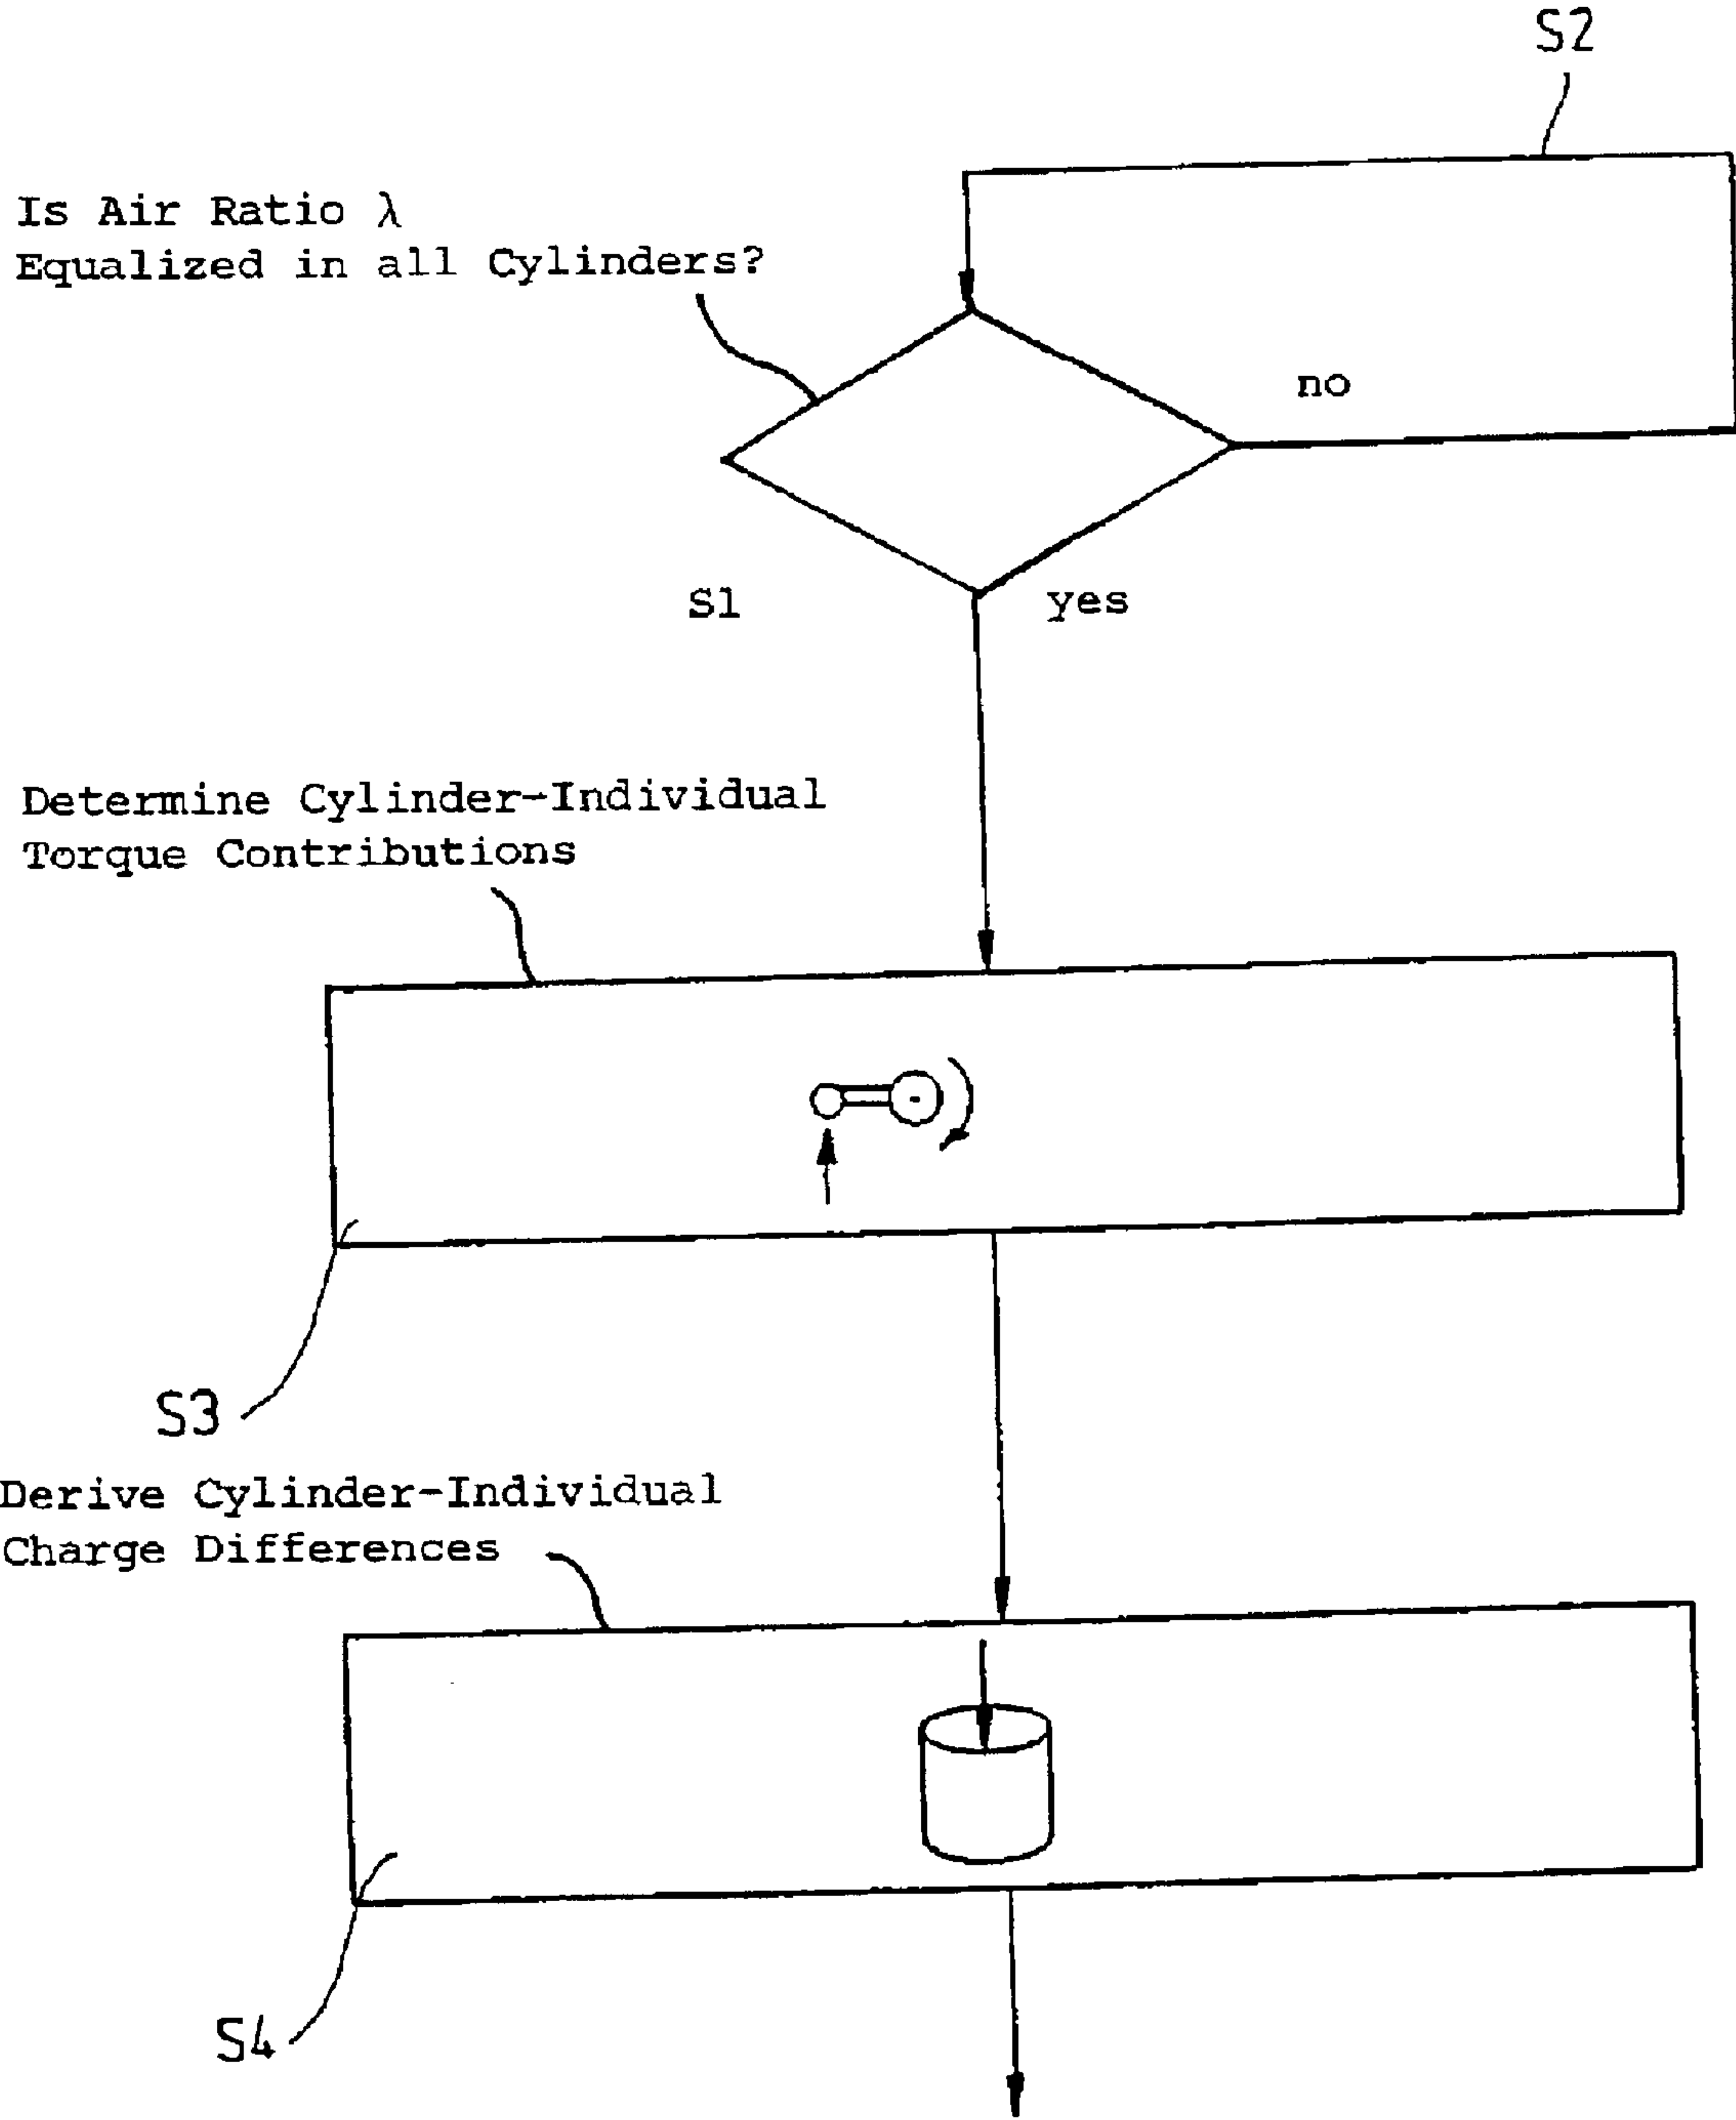 S2
Is Air Ratio λ
Equalized in all Cylinders?
no
S1
yes
Determine Cylinder-Individual
Torque Contributions
S3
Derive Cylinder-Individual
Charge Differences
S4